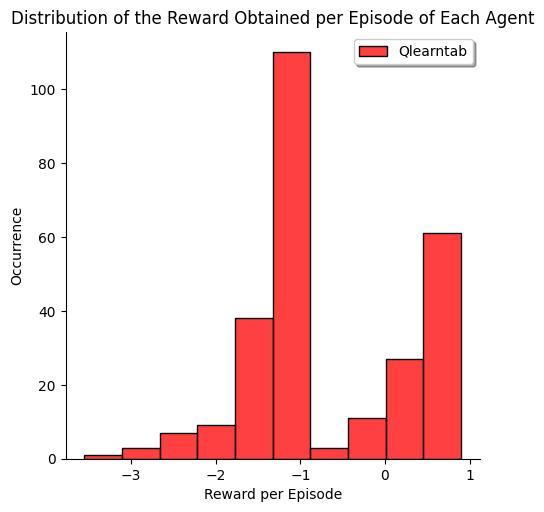 Distribution of the Reward Obtained per Episode of Each Agent
Qlearntab
Occurrence
100
80
60
40
20
0
−3
−2
−1
0
1
Reward per Episode